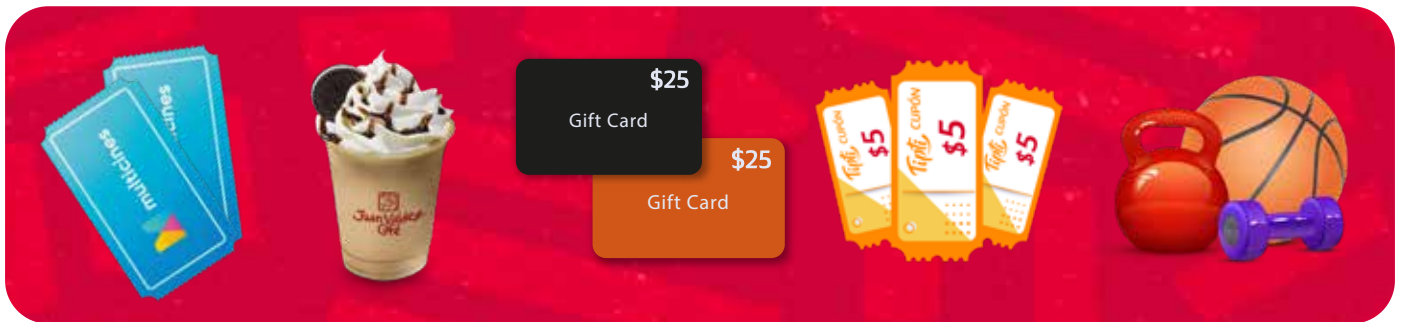 multicines
cines
Juan Valdez
Café
$25
Gift Card
$25
Gift Card
Tipti CUPÓN
$5
Tipti CUPÓN
$5
Tipti CUPÓN
$5